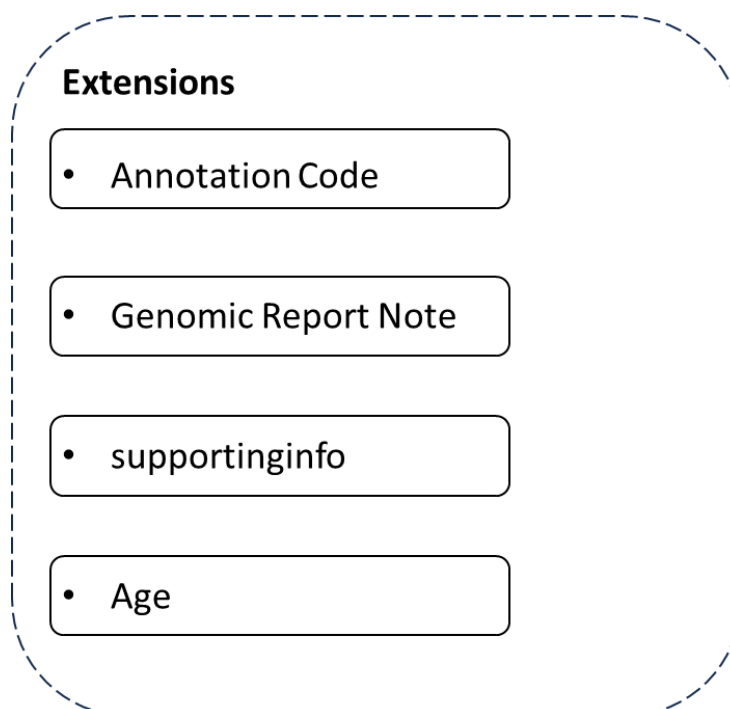 Extensions
• Annotation Code
• Genomic Report Note
• supportinginfo
• Age